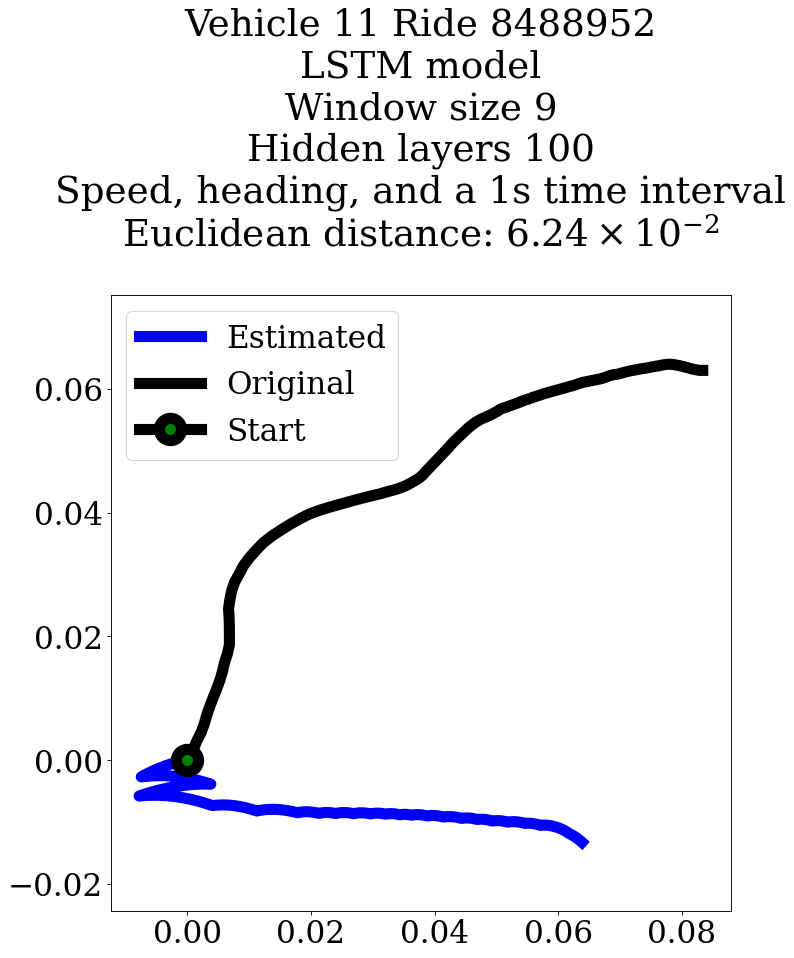 Vehicle 11 Ride 8488952
LSTM model
Window size 9
Hidden layers 100
Speed, heading, and a 1s time interval
Euclidean distance: 6.24 × 10⁻²
Estimated
Original
Start
0.06
0.04
0.02
0.00
−0.02
0.00 0.02 0.04 0.06 0.08